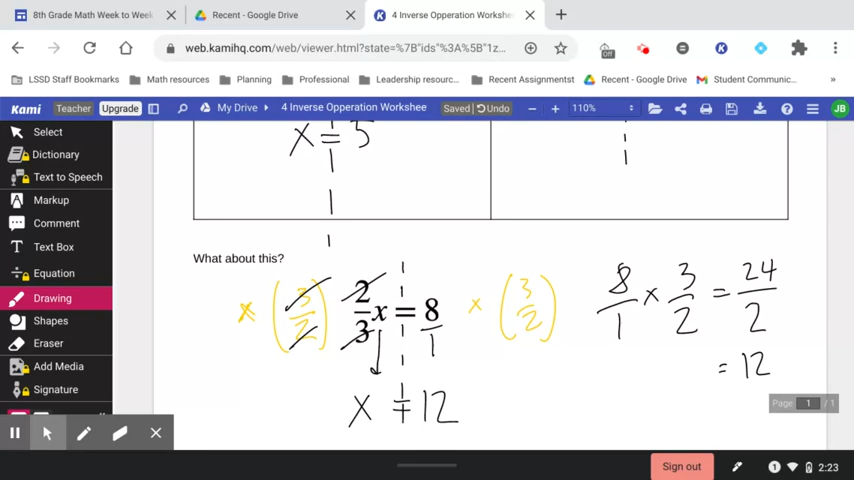 8th Grade Math Week to Week
Recent - Google Drive
4 Inverse Opperation Workshe
web.kamihq.com/web/viewer.html?state=%7B"ids"%3A%5B"1z...
Off
LSSD Staff Bookmarks
Math resources
Planning
Professional
Leadership resourc...
Recent Assignmentst
Recent - Google Drive
Student Communic...
»
Kami
Teacher
Upgrade
My Drive
4 Inverse Opperation Workshee
Saved
Undo
110%
JB
Select
Dictionary
Text to Speech
Markup
Comment
Text Box
Equation
Drawing
Shapes
Eraser
Add Media
Signature
x = 5
What about this?
× (3/2) 2/3 x = 8/1 × (3/2)
8/1 × 3/2 = 24/2
= 12
x = 12
Page 1 / 1
Sign out
1
2:23